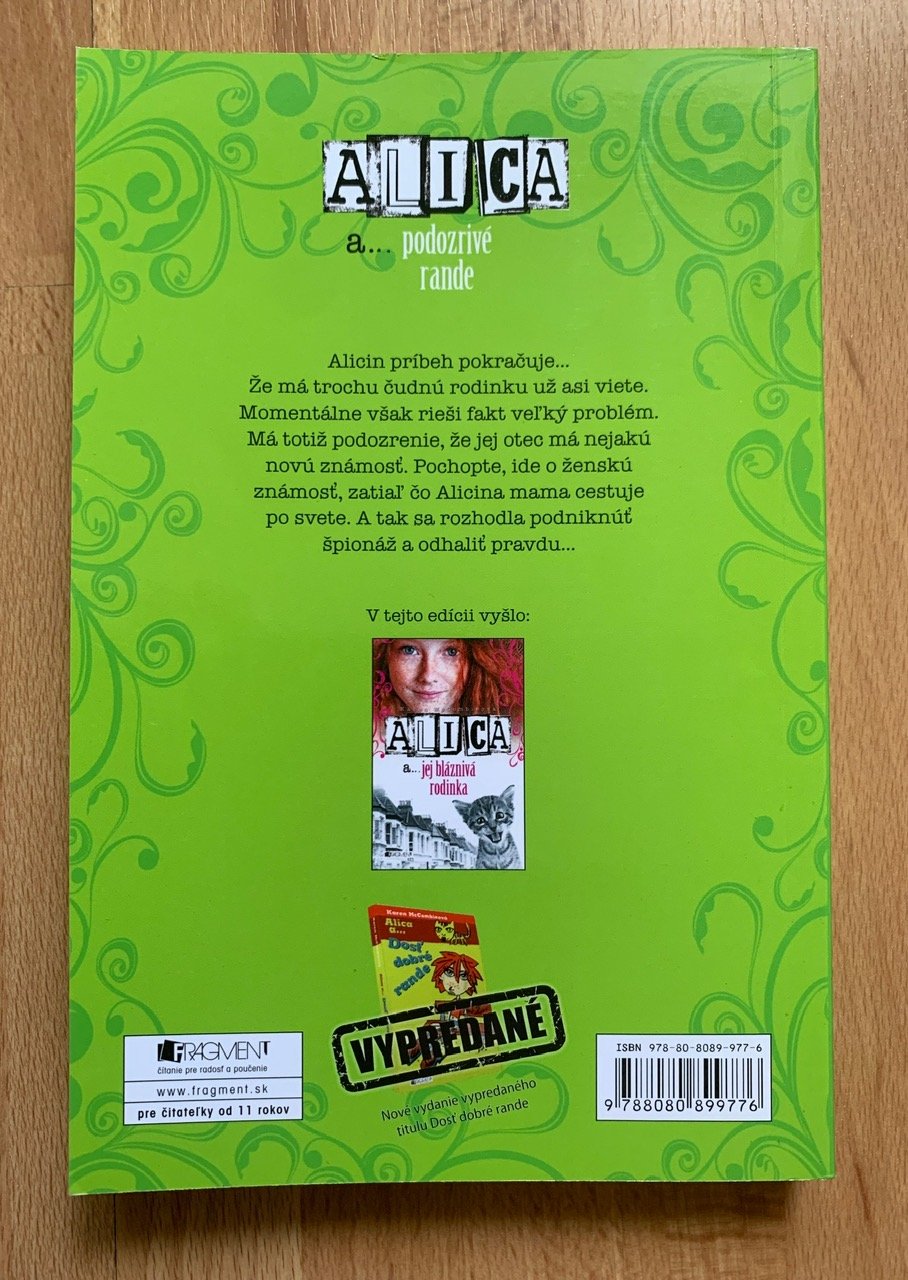 ALICA
a... podozrivé
rande
Alicin príbeh pokračuje...
Že má trochu čudnú rodinku už asi viete.
Momentálne však rieši fakt veľký problém.
Má totiž podozrenie, že jej otec má nejakú
novú známosť. Pochopte, ide o ženskú
známosť, zatiaľ čo Alicina mama cestuje
po svete. A tak sa rozhodla podniknúť
špionáž a odhaliť pravdu...
V tejto edícii vyšlo:
ALICA
a... jej bláznivá
rodinka
Karen McCombieová
Alica
a...
Dosť
dobré
rande
VYPREDANÉ
Nové vydanie vypredaného
titulu Dosť dobré rande
FRAGMENT
čítanie pre radosť a poučenie
www.fragment.sk
pre čitateľky od 11 rokov
ISBN 978-80-8089-977-6
9 788080 899776